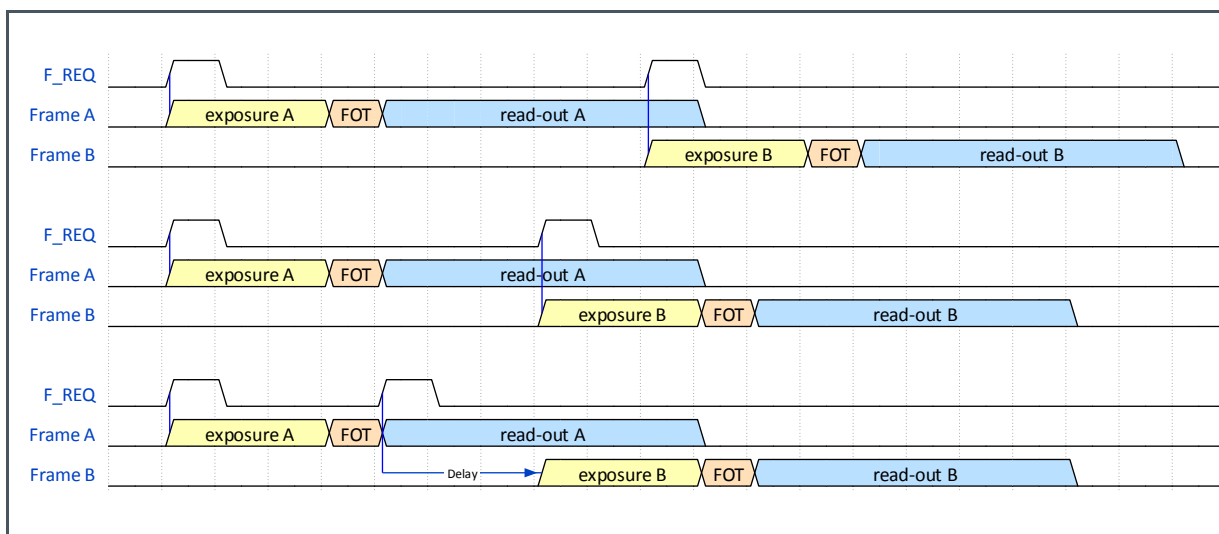 F_REQ
Frame A exposure A FOT read-out A
Frame B exposure B FOT read-out B
F_REQ
Frame A exposure A FOT read-out A
Frame B exposure B FOT read-out B
F_REQ
Frame A exposure A FOT read-out A
Frame B Delay exposure B FOT read-out B